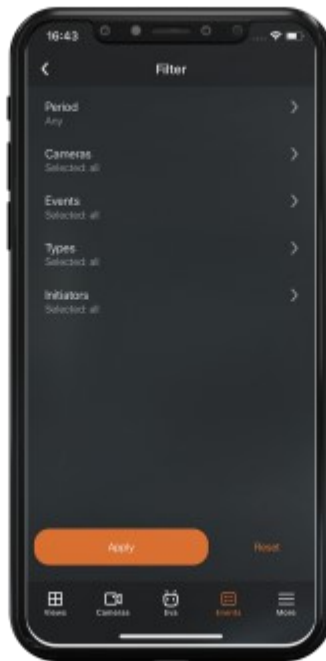 16:43
Filter
Period
Any
Cameras
Selected: all
Events
Selected: all
Types
Selected: all
Initiators
Selected: all
Apply
Reset
Views
Cameras
Eva
Events
More